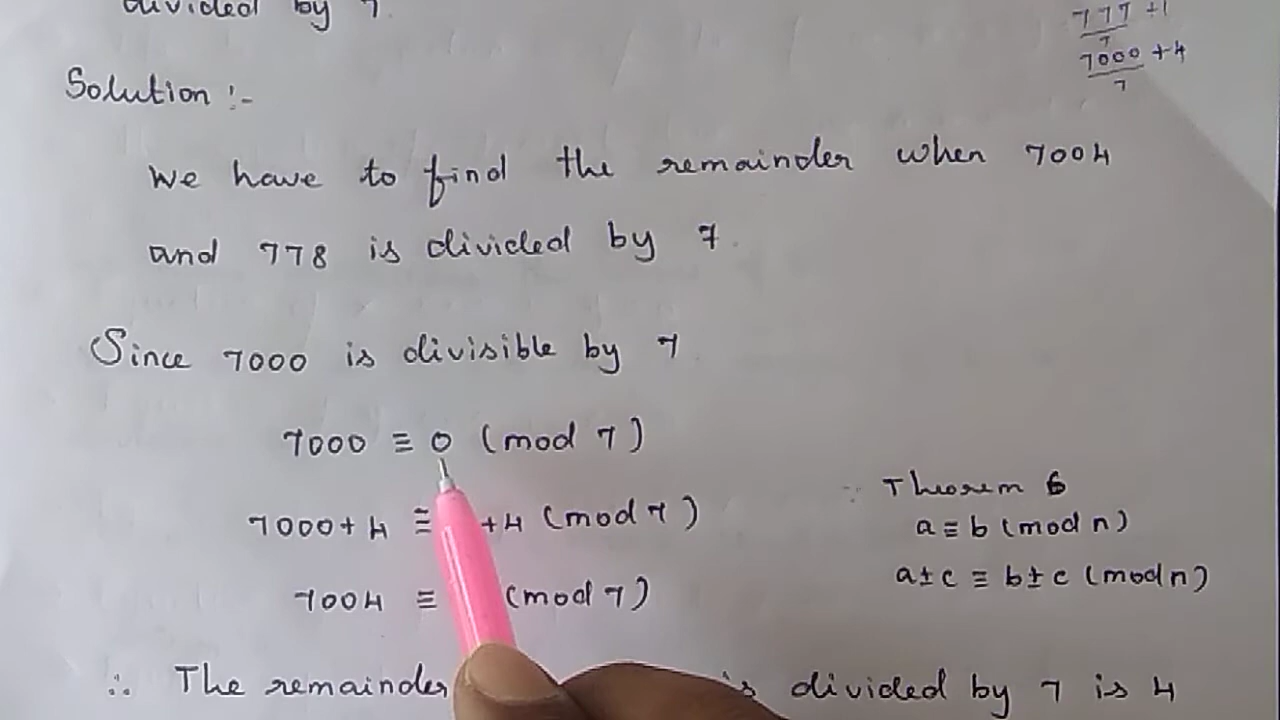 divided by 7
777 + 1
7
7000 + 4
7
Solution :-
We have to find the remainder when 7004
and 778 is divided by 7.
Since 7000 is divisible by 7
7000 ≡ 0 (mod 7)
7000 + 4 ≡ +4 (mod 7)
7004 ≡ (mod 7)
∵ Theorem 6
a ≡ b (mod n)
a ± c ≡ b ± c (mod n)
∴ The remainder is divided by 7 is 4